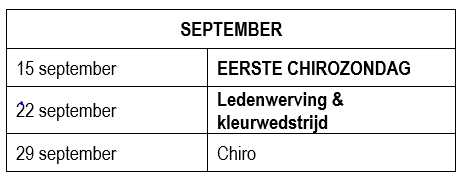 SEPTEMBER
15 september EERSTE CHIROZONDAG
22 september Ledenwerving &
kleurwedstrijd
29 september Chiro